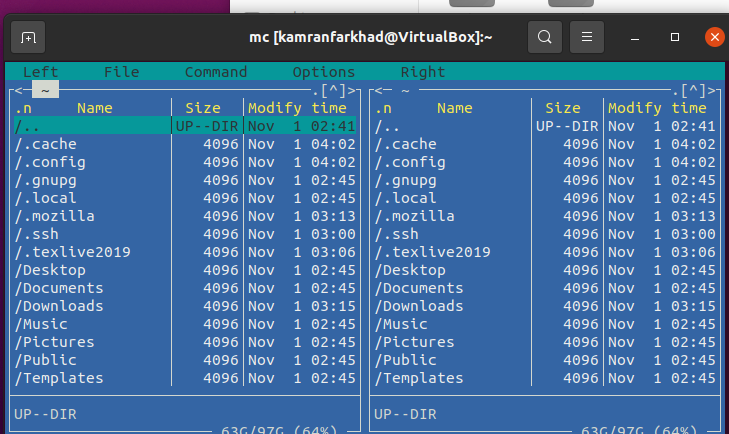 mc [kamranfarkhad@VirtualBox]:~
Left File Command Options Right
<— ~ .[^]> <— ~ .[^]>
.n Name Size Modify time .n Name Size Modify time
/.. UP--DIR Nov 1 02:41 /.. UP--DIR Nov 1 02:41
/.cache 4096 Nov 1 04:02 /.cache 4096 Nov 1 04:02
/.config 4096 Nov 1 04:02 /.config 4096 Nov 1 04:02
/.gnupg 4096 Nov 1 02:45 /.gnupg 4096 Nov 1 02:45
/.local 4096 Nov 1 02:45 /.local 4096 Nov 1 02:45
/.mozilla 4096 Nov 1 03:13 /.mozilla 4096 Nov 1 03:13
/.ssh 4096 Nov 1 03:00 /.ssh 4096 Nov 1 03:00
/.texlive2019 4096 Nov 1 03:06 /.texlive2019 4096 Nov 1 03:06
/Desktop 4096 Nov 1 02:45 /Desktop 4096 Nov 1 02:45
/Documents 4096 Nov 1 02:45 /Documents 4096 Nov 1 02:45
/Downloads 4096 Nov 1 03:15 /Downloads 4096 Nov 1 03:15
/Music 4096 Nov 1 02:45 /Music 4096 Nov 1 02:45
/Pictures 4096 Nov 1 02:45 /Pictures 4096 Nov 1 02:45
/Public 4096 Nov 1 02:45 /Public 4096 Nov 1 02:45
/Templates 4096 Nov 1 02:45 /Templates 4096 Nov 1 02:45
UP--DIR UP--DIR
63G/97G (64%) 63G/97G (64%)